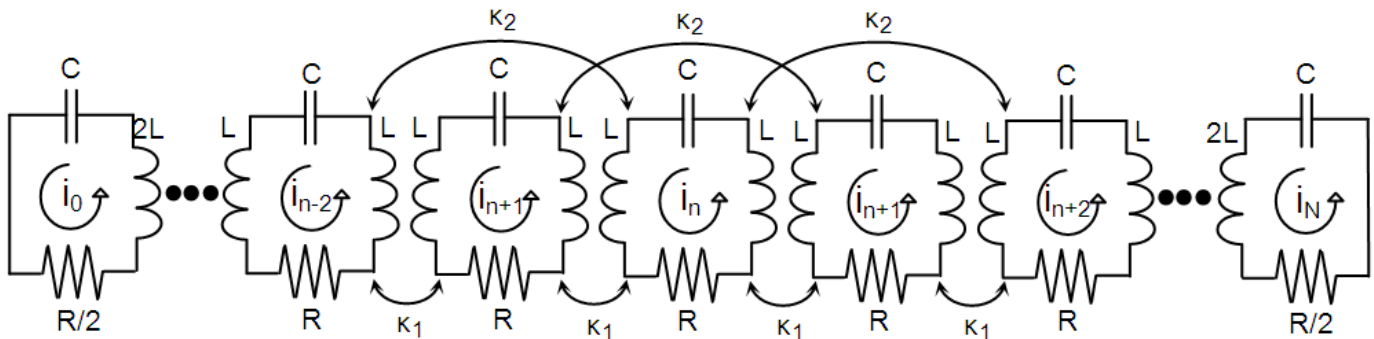 κ₂ κ₂ κ₂
C C C C C C C
2L L L L L L L L L L L 2L
i₀ iₙ₋₂ iₙ₊₁ iₙ iₙ₊₁ iₙ₊₂ i_N
R/2 R R R R R R/2
κ₁ κ₁ κ₁ κ₁